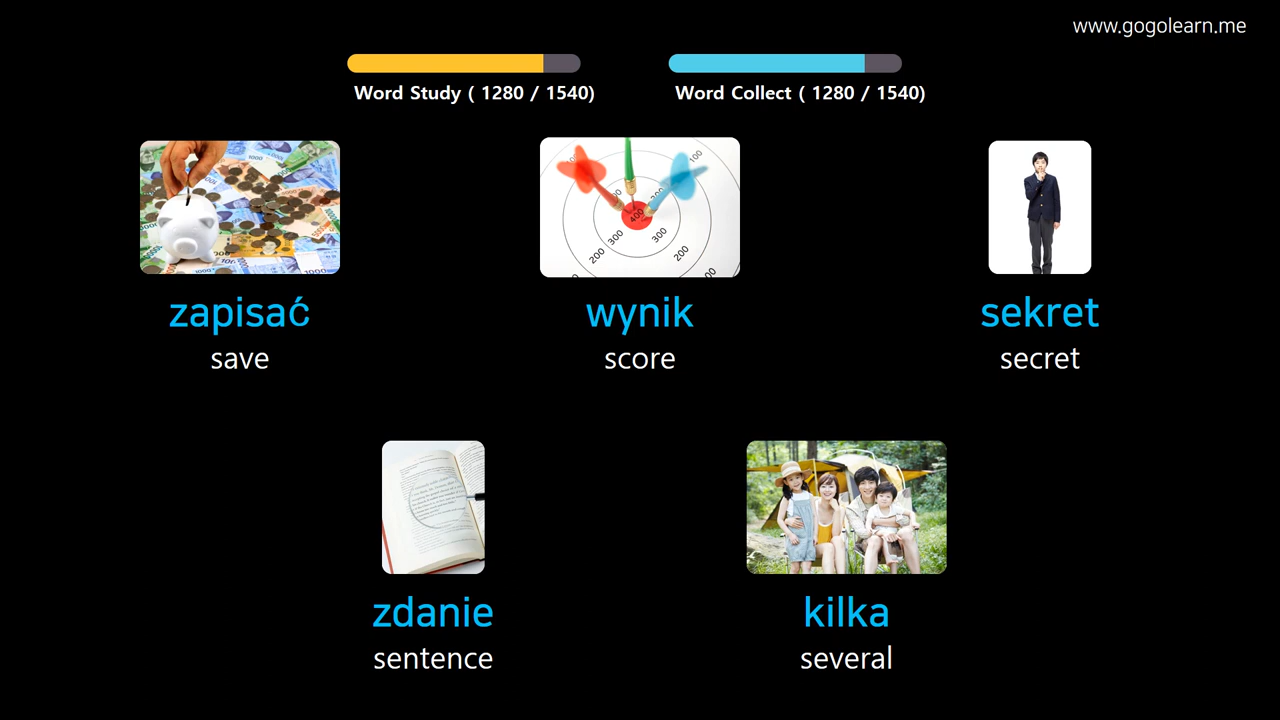 www.gogolearn.me
Word Study ( 1280 / 1540)
Word Collect ( 1280 / 1540)
zapisać
save
wynik
score
sekret
secret
zdanie
sentence
kilka
several